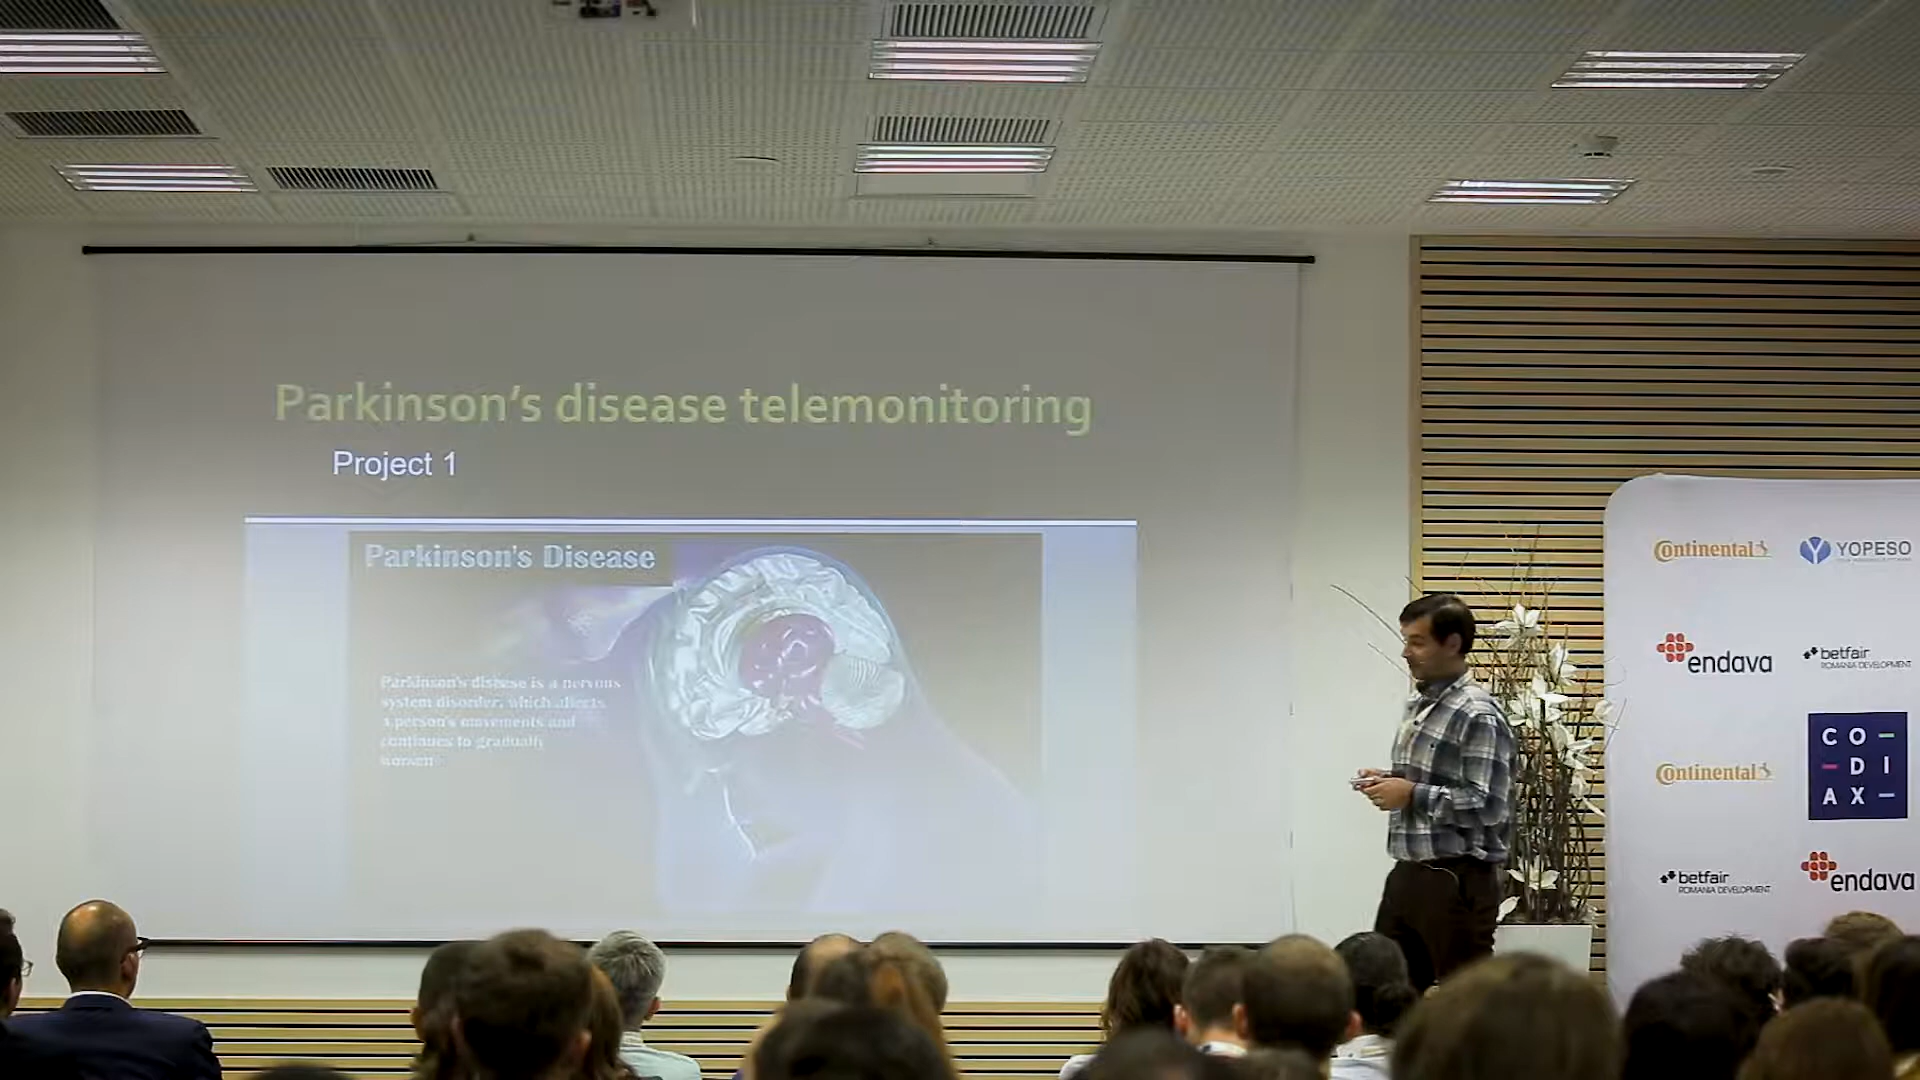 Parkinson's disease telemonitoring
Project 1
Parkinson's Disease
Parkinson's disease is a nervous
system disorder, which affects
a person's movements and
continues to gradually
worsen
Continental
YOPESO
endava
betfair
ROMANIA DEVELOPMENT
Continental
CO
DI
AX
betfair
ROMANIA DEVELOPMENT
endava